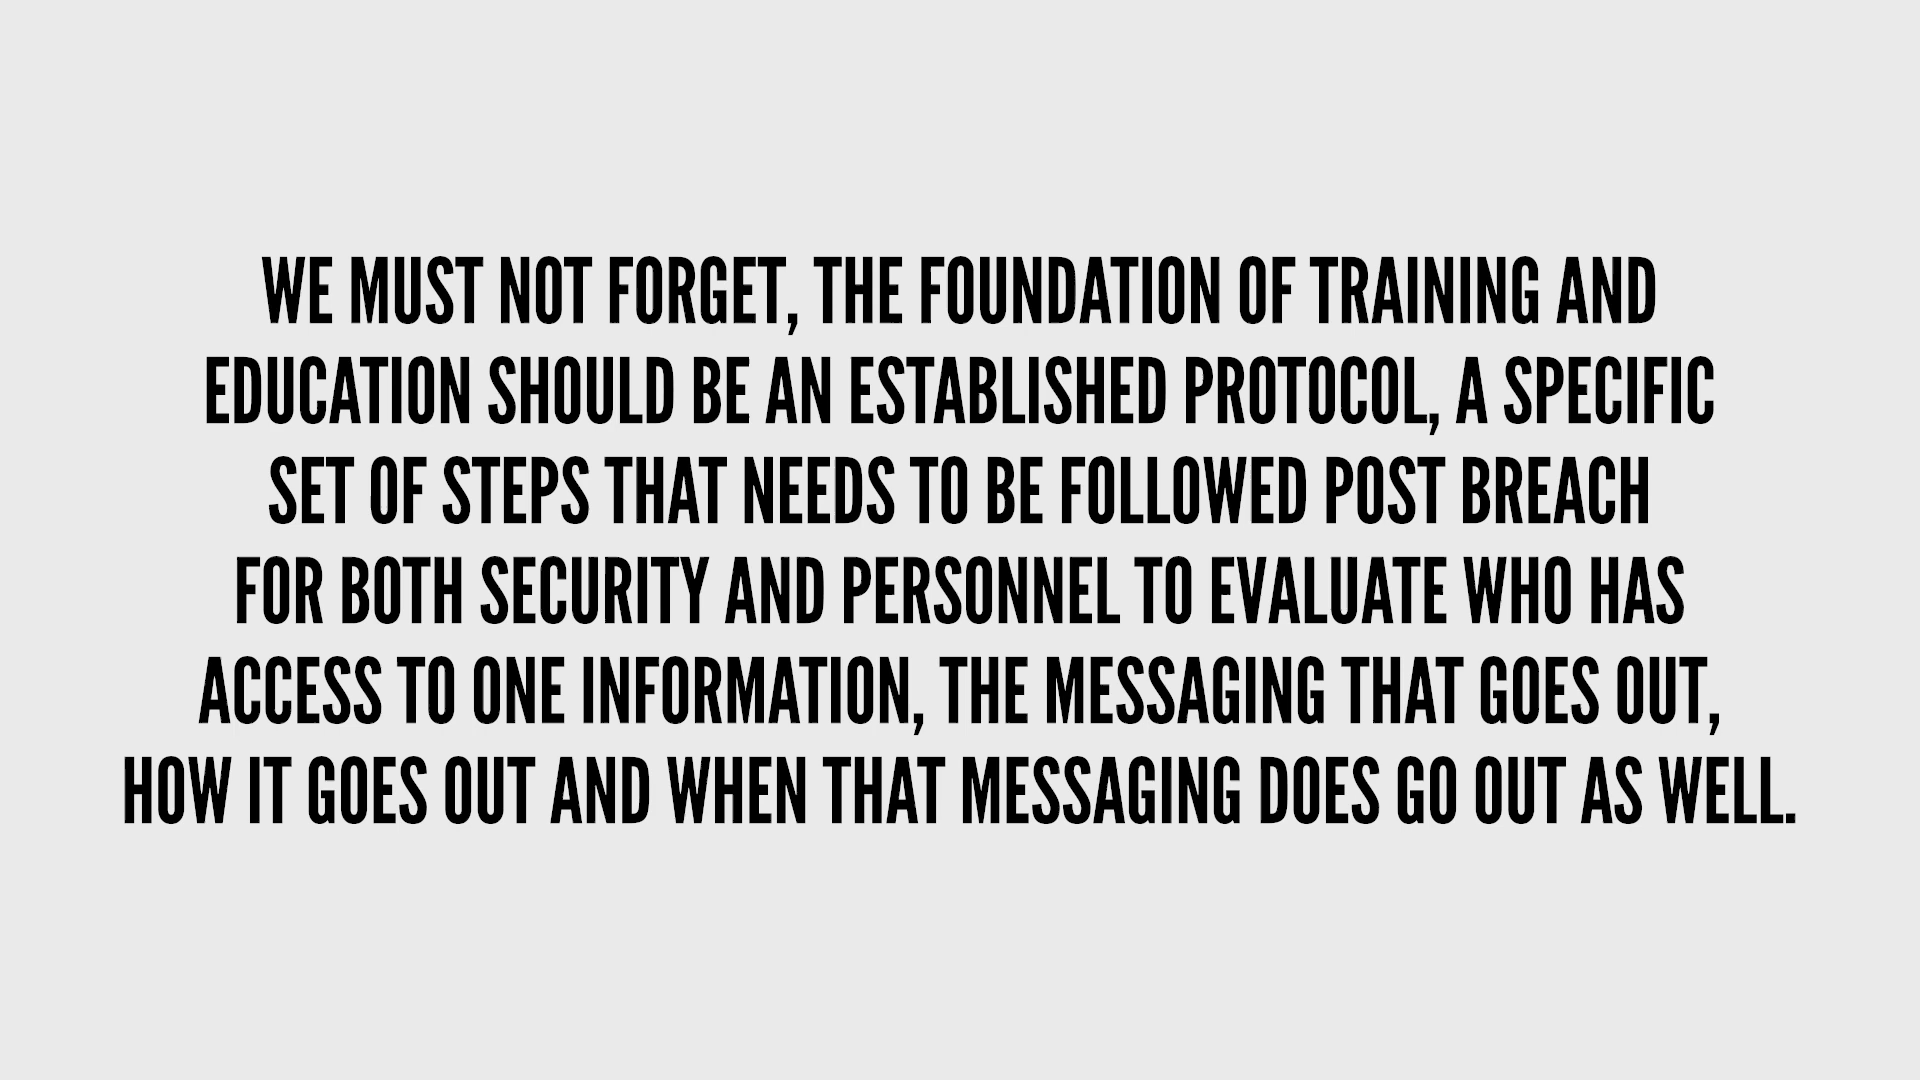 WE MUST NOT FORGET, THE FOUNDATION OF TRAINING AND
EDUCATION SHOULD BE AN ESTABLISHED PROTOCOL, A SPECIFIC
SET OF STEPS THAT NEEDS TO BE FOLLOWED POST BREACH
FOR BOTH SECURITY AND PERSONNEL TO EVALUATE WHO HAS
ACCESS TO ONE INFORMATION, THE MESSAGING THAT GOES OUT,
HOW IT GOES OUT AND WHEN THAT MESSAGING DOES GO OUT AS WELL.